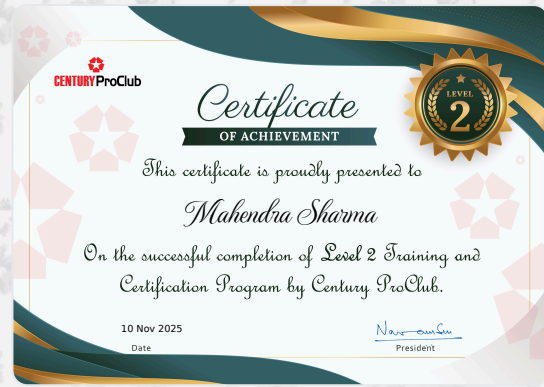 CENTURY ProClub
Certificate
OF ACHIEVEMENT
LEVEL
2
This certificate is proudly presented to
Mahendra Sharma
On the successful completion of Level 2 Training and
Certification Program by Century ProClub.
10 Nov 2025
Date
President